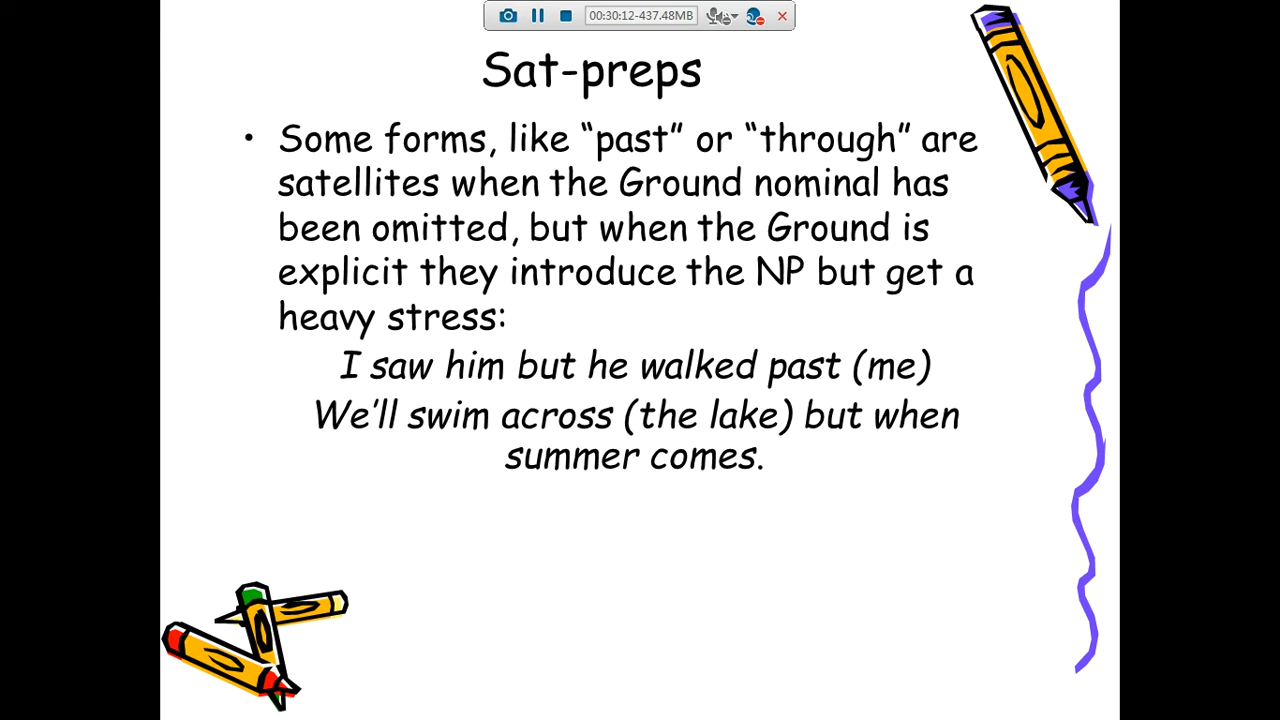 00:30:12-437.48MB
Sat-preps
• Some forms, like “past” or “through” are
satellites when the Ground nominal has
been omitted, but when the Ground is
explicit they introduce the NP but get a
heavy stress:
I saw him but he walked past (me)
We’ll swim across (the lake) but when
summer comes.